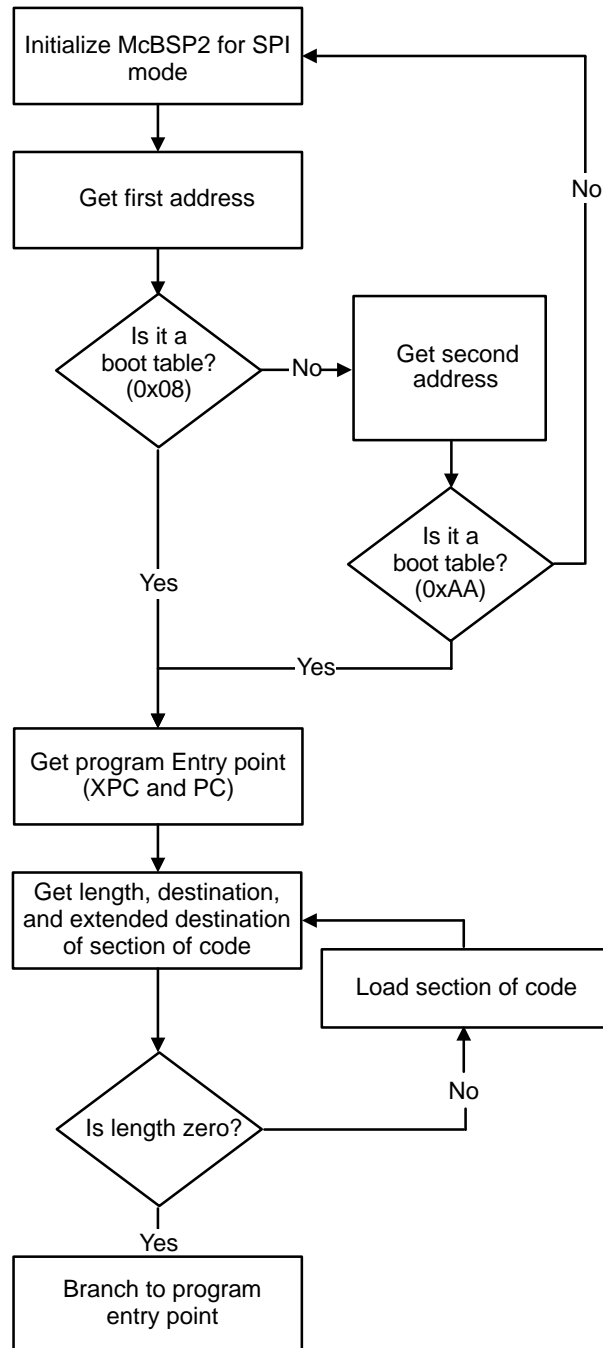 Initialize McBSP2 for SPI
mode
No
Get first address
Is it a
boot table?
(0x08)
No
Get second
address
Is it a
boot table?
(0xAA)
Yes
Yes
Get program Entry point
(XPC and PC)
Get length, destination,
and extended destination
of section of code
Load section of code
No
Is length zero?
Yes
Branch to program
entry point